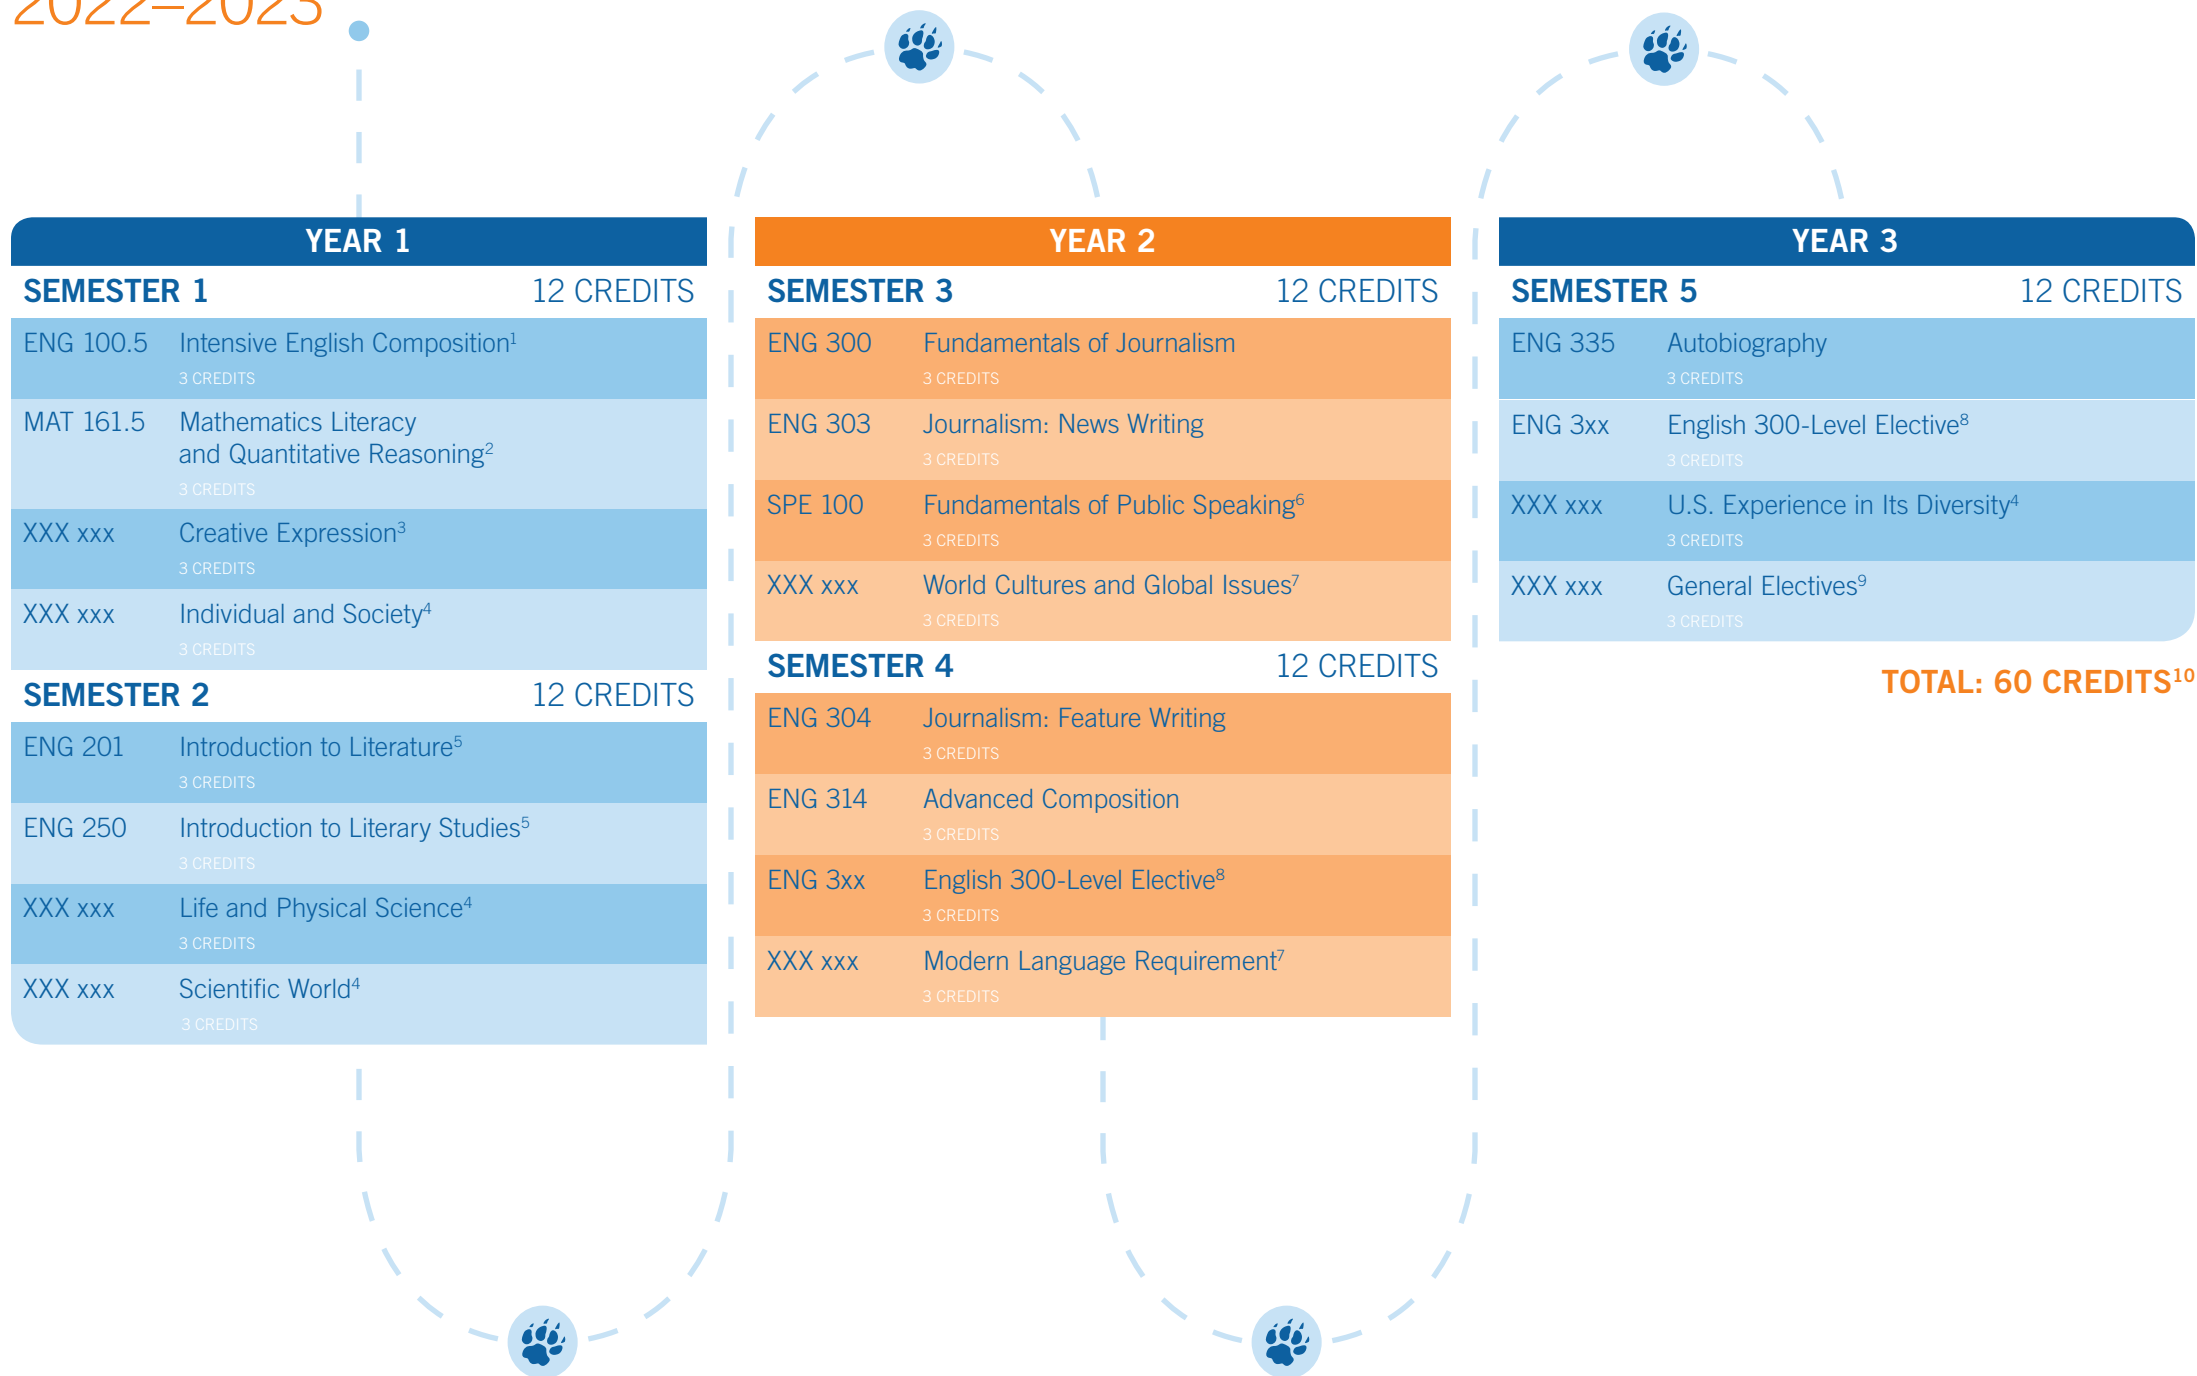 2022–2023
YEAR 1
SEMESTER 1 12 CREDITS
ENG 100.5 Intensive English Composition¹
3 CREDITS
MAT 161.5 Mathematics Literacy
and Quantitative Reasoning²
3 CREDITS
XXX xxx Creative Expression³
3 CREDITS
XXX xxx Individual and Society⁴
3 CREDITS
SEMESTER 2 12 CREDITS
ENG 201 Introduction to Literature⁵
3 CREDITS
ENG 250 Introduction to Literary Studies⁵
3 CREDITS
XXX xxx Life and Physical Science⁴
3 CREDITS
XXX xxx Scientific World⁴
3 CREDITS
YEAR 2
SEMESTER 3 12 CREDITS
ENG 300 Fundamentals of Journalism
3 CREDITS
ENG 303 Journalism: News Writing
3 CREDITS
SPE 100 Fundamentals of Public Speaking⁶
3 CREDITS
XXX xxx World Cultures and Global Issues⁷
3 CREDITS
SEMESTER 4 12 CREDITS
ENG 304 Journalism: Feature Writing
3 CREDITS
ENG 314 Advanced Composition
3 CREDITS
ENG 3xx English 300-Level Elective⁸
3 CREDITS
XXX xxx Modern Language Requirement⁷
3 CREDITS
YEAR 3
SEMESTER 5 12 CREDITS
ENG 335 Autobiography
3 CREDITS
ENG 3xx English 300-Level Elective⁸
3 CREDITS
XXX xxx U.S. Experience in Its Diversity⁴
3 CREDITS
XXX xxx General Electives⁹
3 CREDITS
TOTAL: 60 CREDITS¹⁰